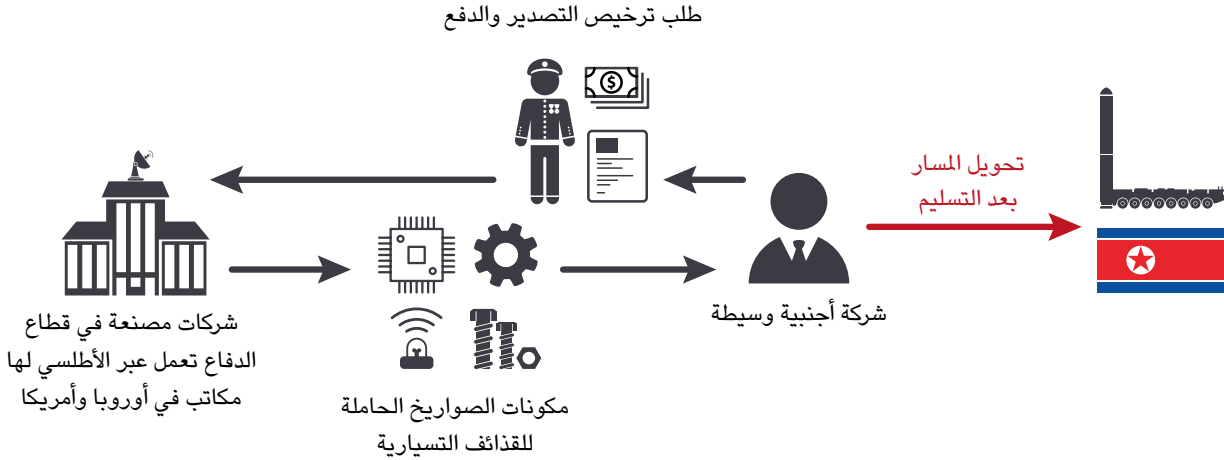 طلب ترخيص التصدير والدفع
تحويل المسار
بعد التسليم
شركة أجنبية وسيطة
شركات مصنعة في قطاع
الدفاع تعمل عبر الأطلسي لها
مكاتب في أوروبا وأمريكا
مكونات الصواريخ الحاملة
للقذائف التسيارية
$